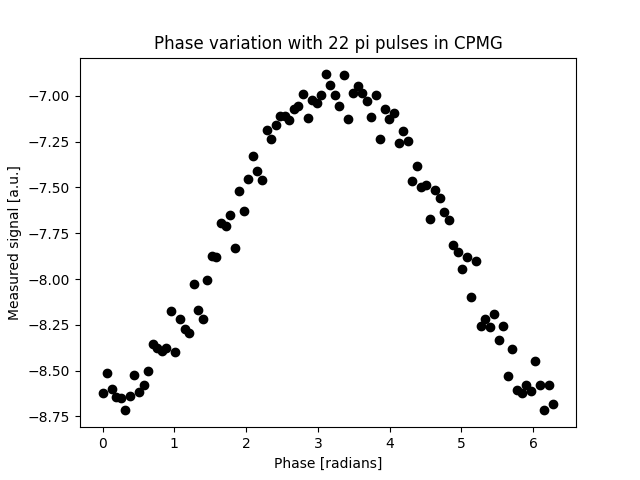 Phase variation with 22 pi pulses in CPMG
−7.00
−7.25
−7.50
−7.75
−8.00
−8.25
−8.50
−8.75
Measured signal [a.u.]
0 1 2 3 4 5 6
Phase [radians]